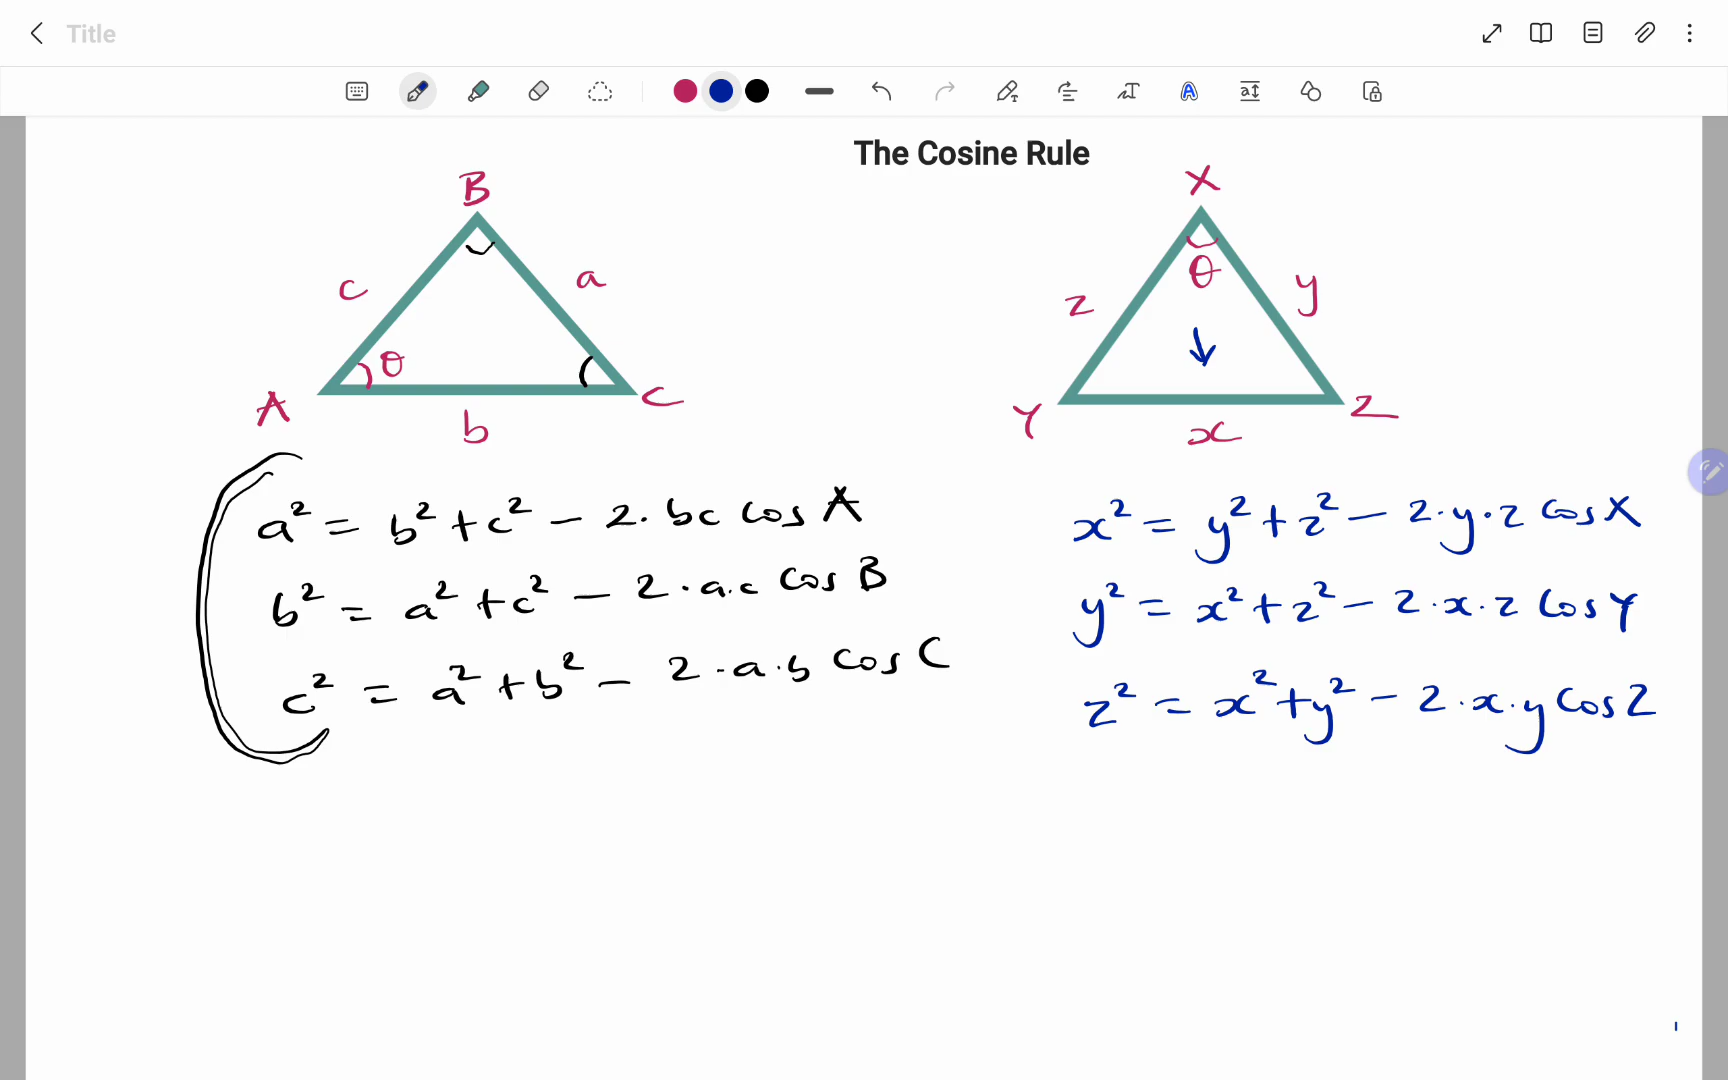 Title
The Cosine Rule
B
c
a
θ
A
b
C
X
θ
z
y
Y
x
Z
a² = b² + c² – 2 · bc cos A
b² = a² + c² – 2 · a.c cos B
c² = a² + b² – 2 · a · b cos C
x² = y² + z² – 2 · y · z cos X
y² = x² + z² – 2 · x · z cos Y
z² = x² + y² – 2 · x · y cos Z